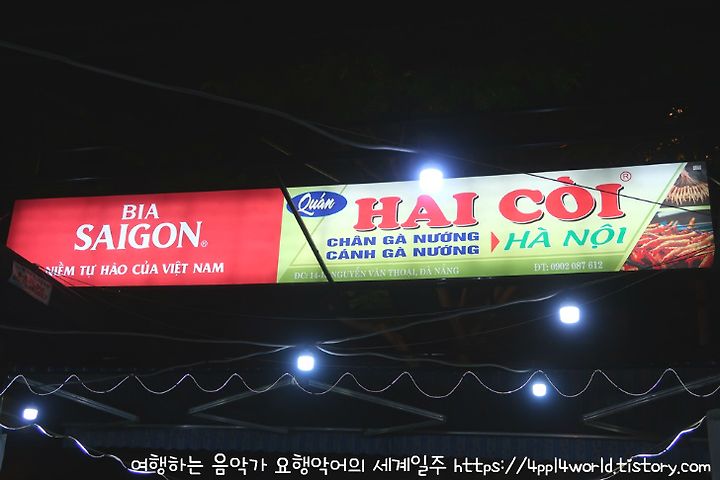 BIA
SAIGON®
NIỀM TỰ HÀO CỦA VIỆT NAM
Quán
HAI CÒI®
CHÂN GÀ NƯỚNG
CÁNH GÀ NƯỚNG
HÀ NỘI
NGUYỄN VĂN THOẠI, ĐÀ NẴNG
ĐT: 0902 087 612
여행하는 음악가 요행악어의 세계일주 https://4ppl4world.tistory.com